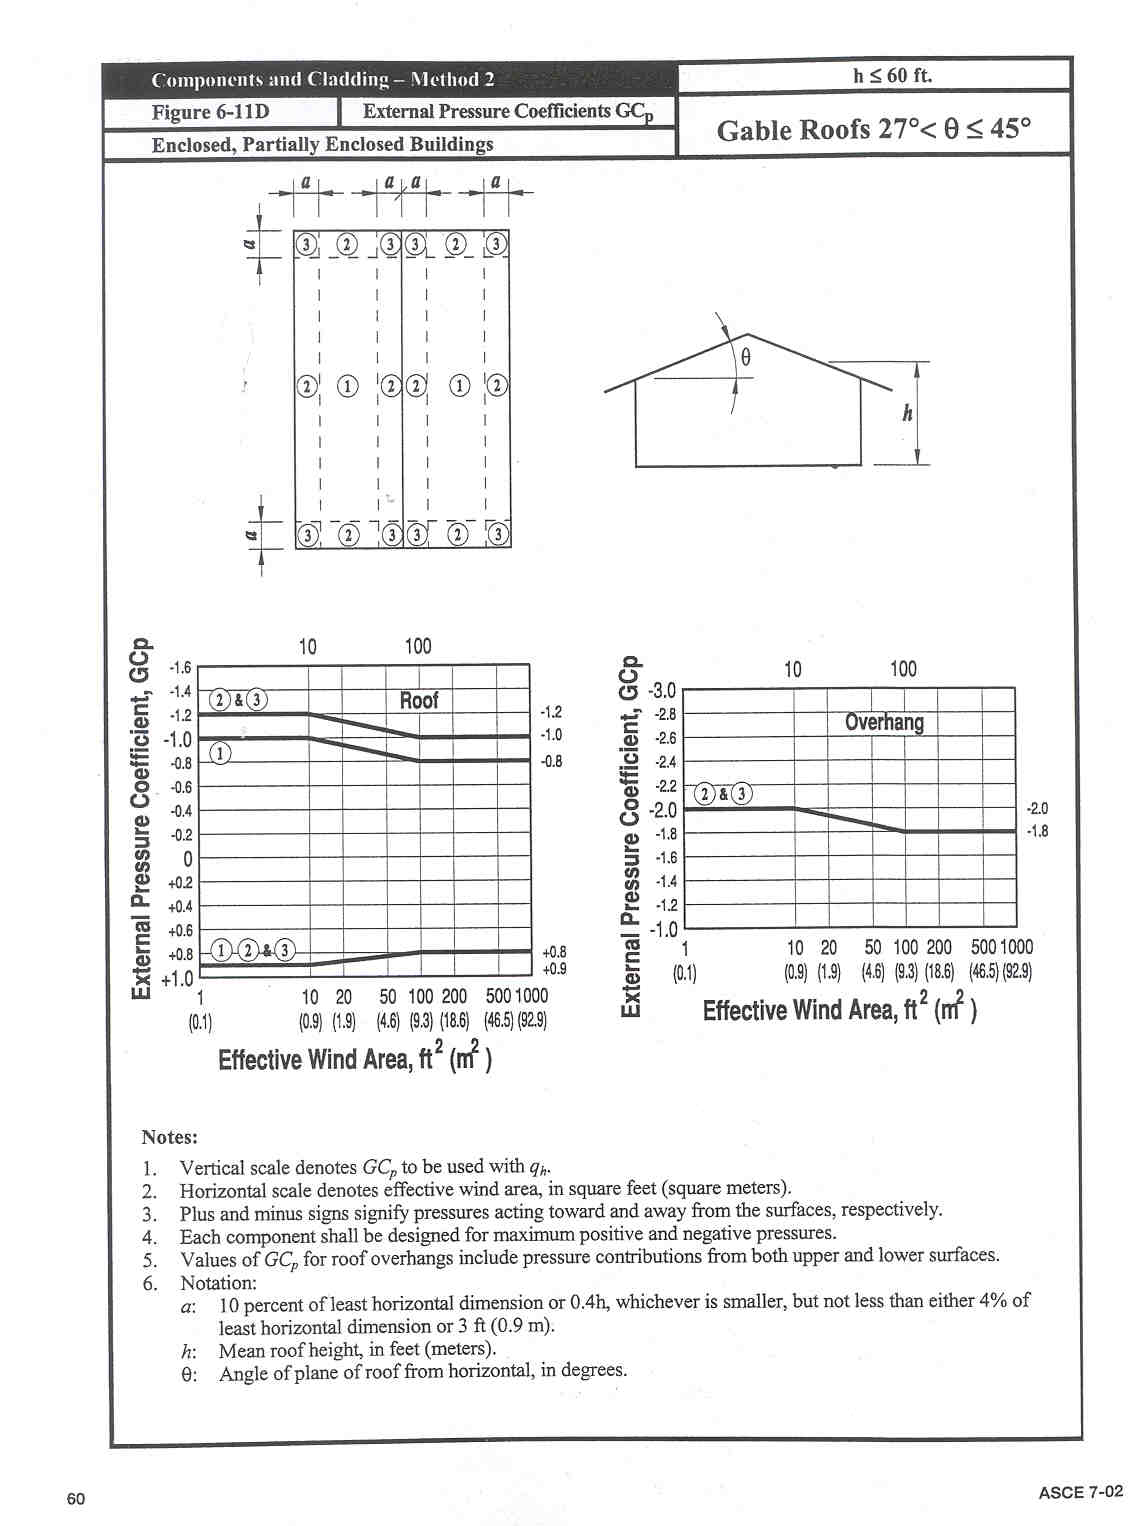 Components and Cladding – Method 2
h ≤ 60 ft.
Figure 6-11D
External Pressure Coefficients GCp
Gable Roofs 27°< θ ≤ 45°
Enclosed, Partially Enclosed Buildings
a a a a
a
3 2 3 3 2 3
2 1 2 2 1 2
a
3 2 3 3 2 3
θ
h
External Pressure Coefficient, GCp
10 100
-1.6
-1.4
-1.2
-1.0
-0.8
-0.6
-0.4
-0.2
0
+0.2
+0.4
+0.6
+0.8
+1.0
2 & 3
Roof
1
1 2 & 3
-1.2
-1.0
-0.8
+0.8
+0.9
1 10 20 50 100 200 500 1000
(0.1) (0.9) (1.9) (4.6) (9.3) (18.6) (46.5) (92.9)
Effective Wind Area, ft2 (m2 )
External Pressure Coefficient, GCp
10 100
-3.0
-2.8
-2.6
-2.4
-2.2
-2.0
-1.8
-1.6
-1.4
-1.2
-1.0
Overhang
2 & 3
-2.0
-1.8
1 10 20 50 100 200 500 1000
(0.1) (0.9) (1.9) (4.6) (9.3) (18.6) (46.5) (92.9)
Effective Wind Area, ft2 (m2 )
Notes:
1. Vertical scale denotes GCp to be used with qh.
2. Horizontal scale denotes effective wind area, in square feet (square meters).
3. Plus and minus signs signify pressures acting toward and away from the surfaces, respectively.
4. Each component shall be designed for maximum positive and negative pressures.
5. Values of GCp for roof overhangs include pressure contributions from both upper and lower surfaces.
6. Notation:
a: 10 percent of least horizontal dimension or 0.4h, whichever is smaller, but not less than either 4% of
least horizontal dimension or 3 ft (0.9 m).
h: Mean roof height, in feet (meters).
θ: Angle of plane of roof from horizontal, in degrees.
60
ASCE 7-02